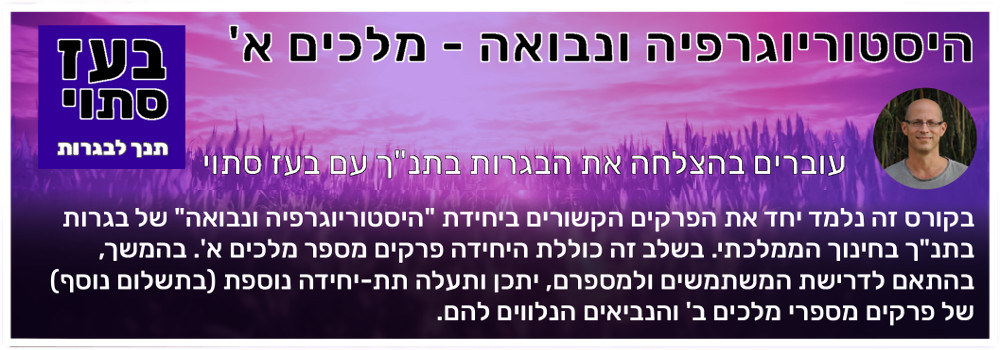 היסטוריוגרפיה ונבואה - מלכים א'
בעז
סתוי
תנך לבגרות
עוברים בהצלחה את הבגרות בתנ"ך עם בעז סתוי
בקורס זה נלמד יחד את הפרקים הקשורים ביחידת "היסטוריוגרפיה ונבואה" של בגרות
בתנ"ך בחינוך הממלכתי. בשלב זה כוללת היחידה פרקים מספר מלכים א'. בהמשך,
בהתאם לדרישת המשתמשים ולמספרם, יתכן ותעלה תת-יחידה נוספת (בתשלום נוסף)
של פרקים מספרי מלכים ב' והנביאים הנלווים להם.